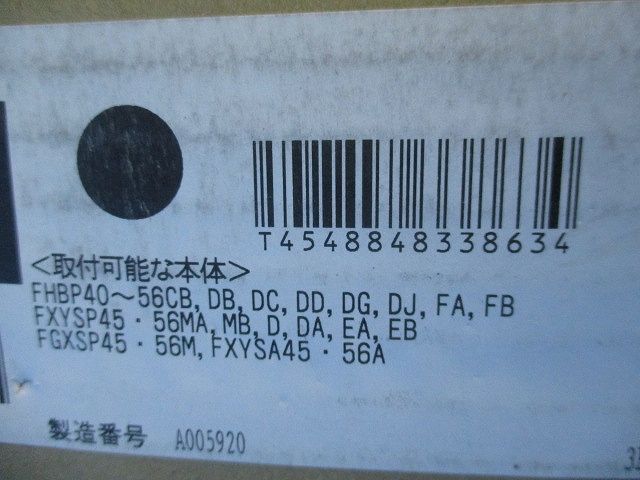 T4548848338634
<取付可能な本体>
FHBP40～56CB, DB, DC, DD, DG, DJ, FA, FB
FXYSP45・56MA, MB, D, DA, EA, EB
FGXSP45・56M, FXYSA45・56A
製造番号 A005920